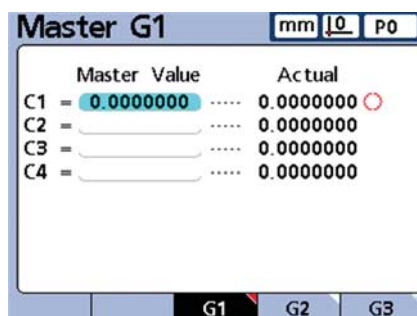 Master G1 mm 0 P0
Master Value Actual
C1 = 0.0000000 ..... 0.0000000
C2 = ..... 0.0000000
C3 = ..... 0.0000000
C4 = ..... 0.0000000
G1 G2 G3